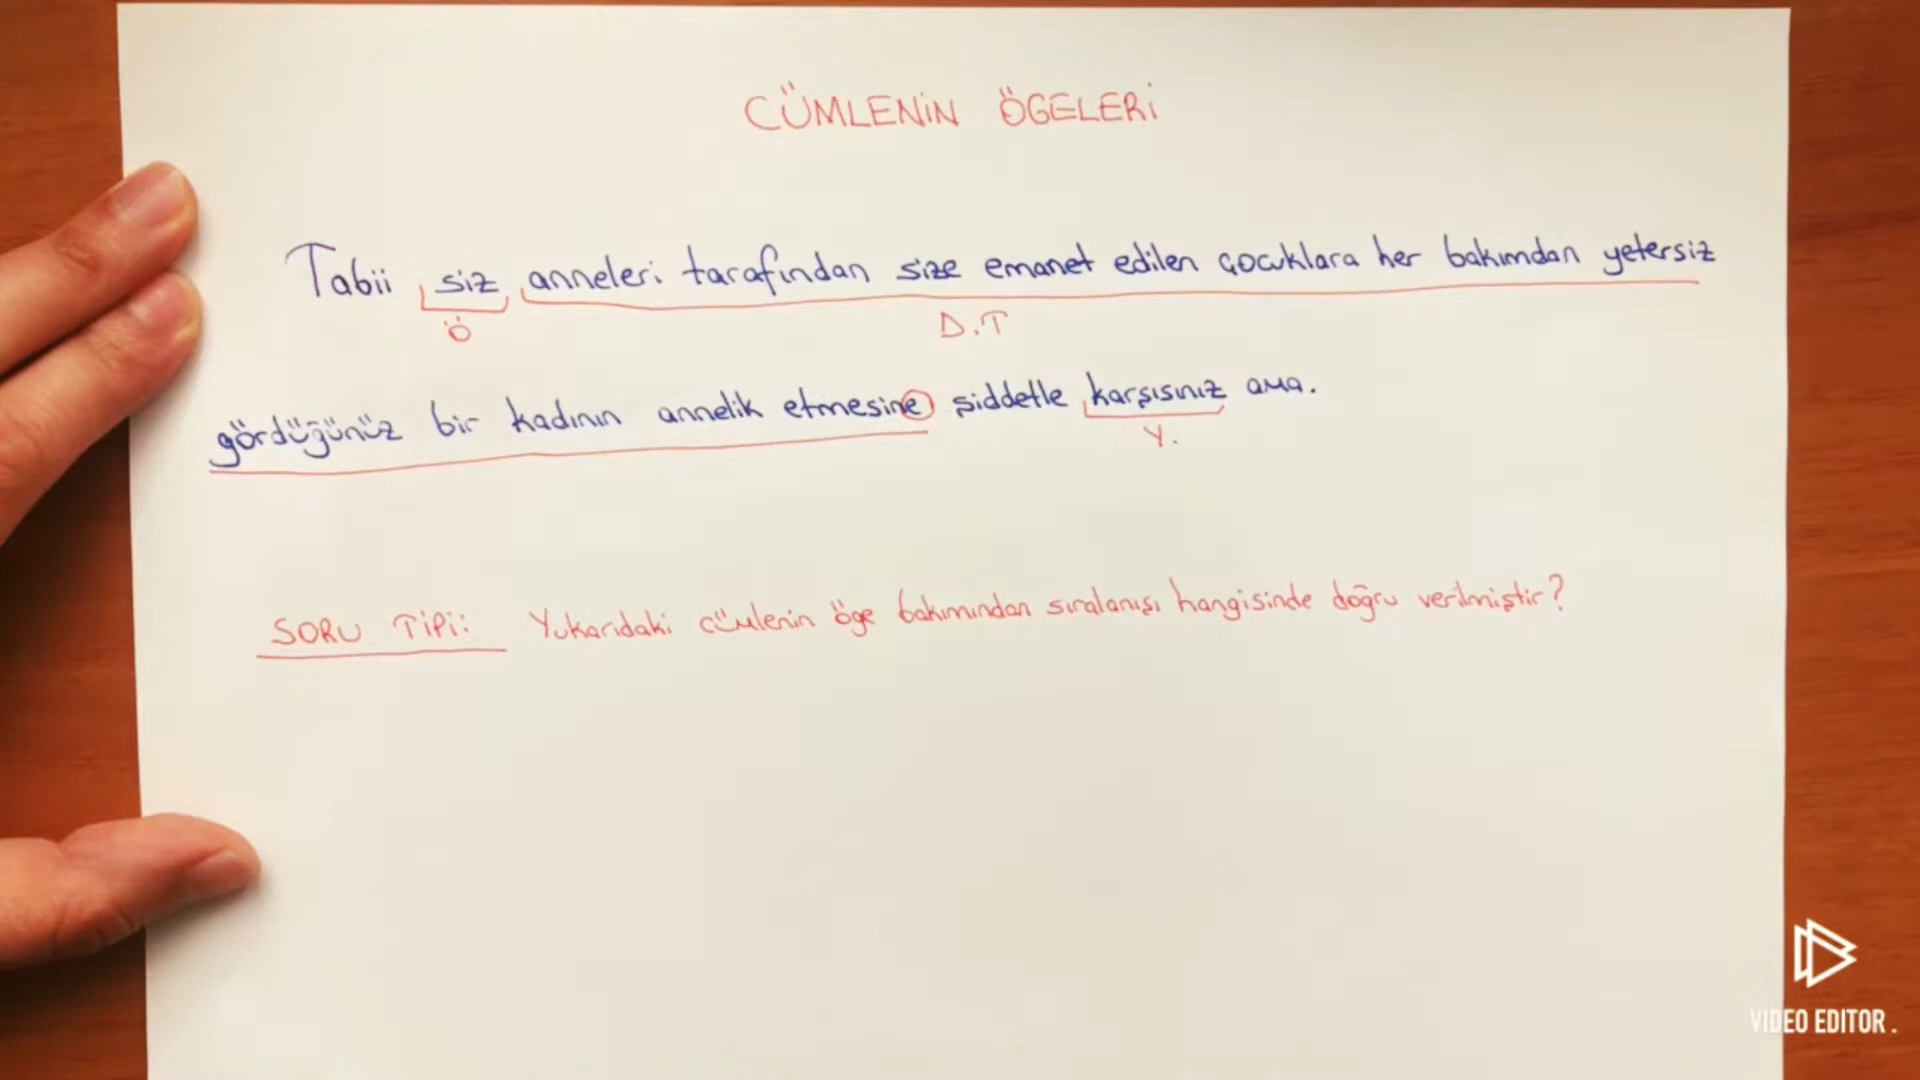 CÜMLENİN ÖGELERİ
Tabii siz anneleri tarafından size emanet edilen çocuklara her bakımdan yetersiz
Ö
D.T
gördüğünüz bir kadının annelik etmesine şiddetle karşısınız ama.
Y.
SORU TİPİ: Yukarıdaki cümlenin öge bakımından sıralanışı hangisinde doğru verilmiştir?
VIDEO EDITOR.